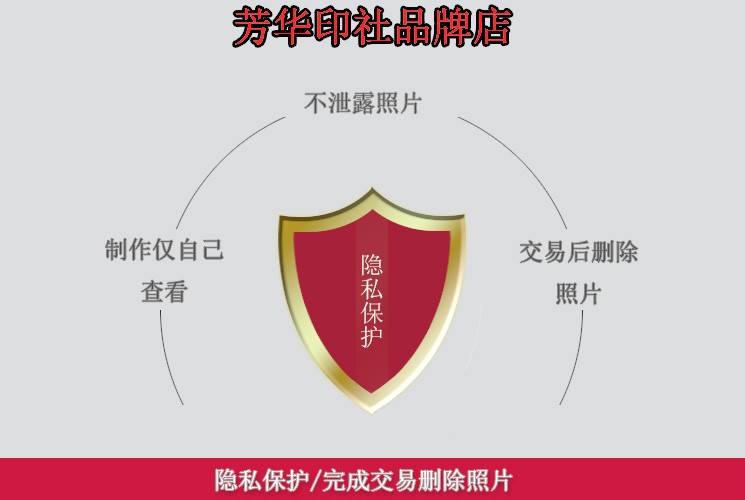 芳华印社品牌店
不泄露照片
制作仅自己
查看
交易后删除
照片
隐私保护
隐私保护/完成交易删除照片